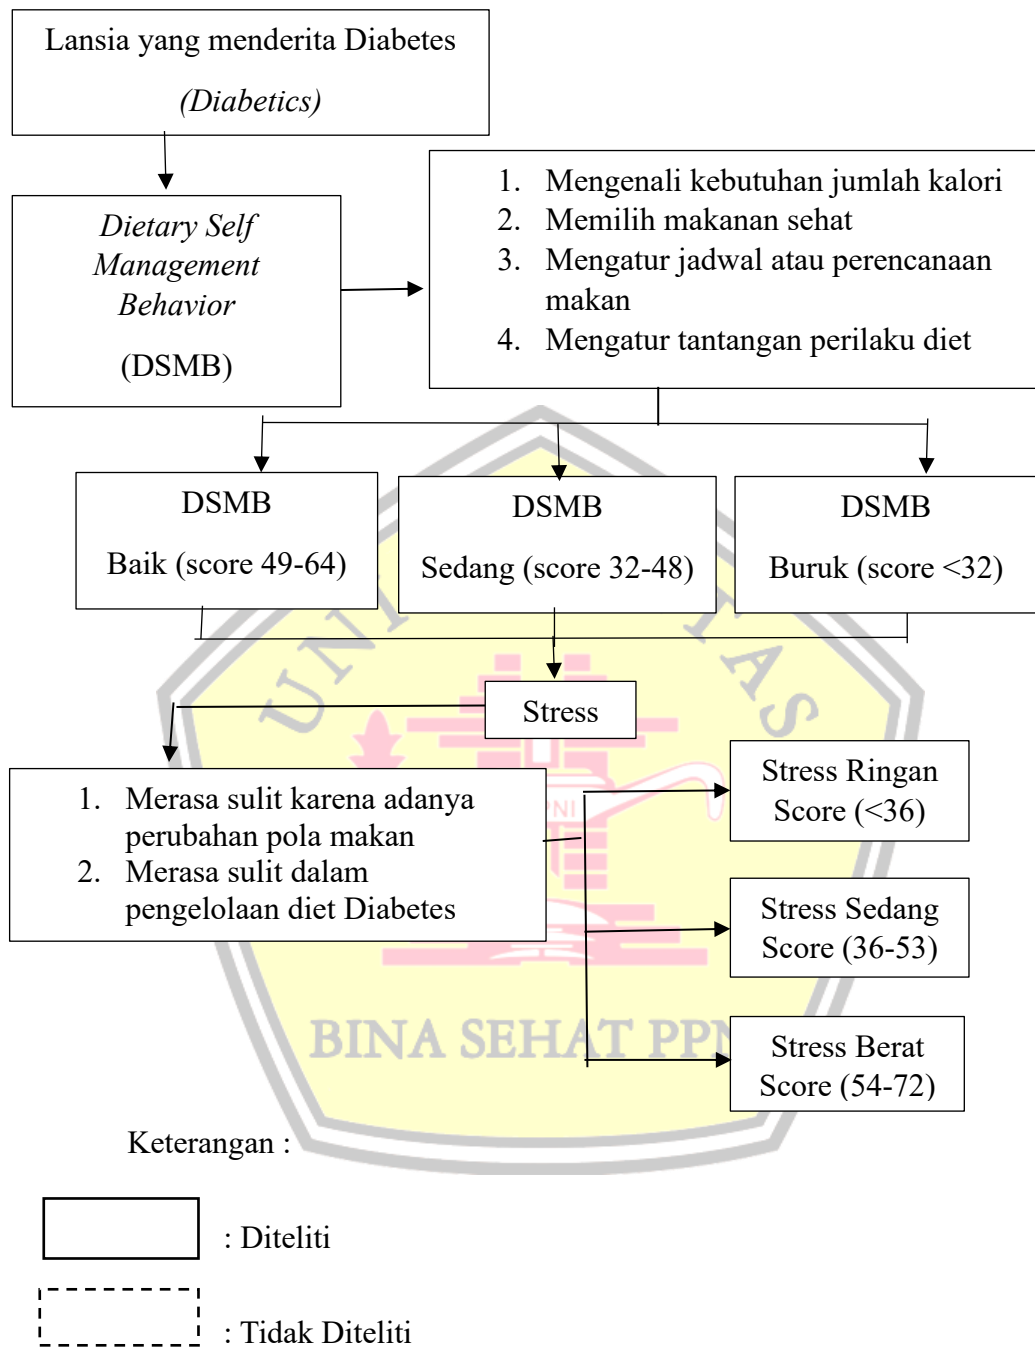 Lansia yang menderita Diabetes
(Diabetics)
Dietary Self
Management
Behavior
(DSMB)
1. Mengenali kebutuhan jumlah kalori
2. Memilih makanan sehat
3. Mengatur jadwal atau perencanaan
makan
4. Mengatur tantangan perilaku diet
DSMB
Baik (score 49-64)
DSMB
Sedang (score 32-48)
DSMB
Buruk (score <32)
Stress
1. Merasa sulit karena adanya
perubahan pola makan
2. Merasa sulit dalam
pengelolaan diet Diabetes
Stress Ringan
Score (<36)
Stress Sedang
Score (36-53)
Stress Berat
Score (54-72)
BINA SEHAT PPN
Keterangan :
: Diteliti
: Tidak Diteliti